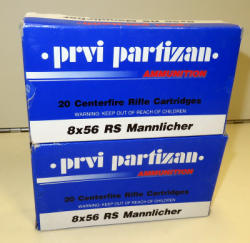 ·prvi partizan·
AMMUNITION
20 Centerfire Rifle Cartridges
WARNING: KEEP OUT OF REACH OF CHILDREN.
8x56 RS Mannlicher
·prvi partizan·
AMMUNITION
20 Centerfire Rifle Cartridges
WARNING: KEEP OUT OF REACH OF CHILDREN.
8x56 RS Mannlicher